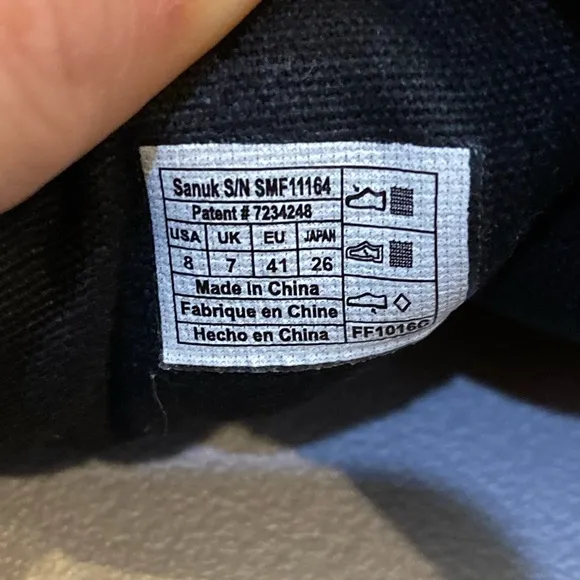 Sanuk S/N SMF11164
Patent # 7234248
USA UK EU JAPAN
8 7 41 26
Made in China
Fabrique en Chine
Hecho en China
FF1016C